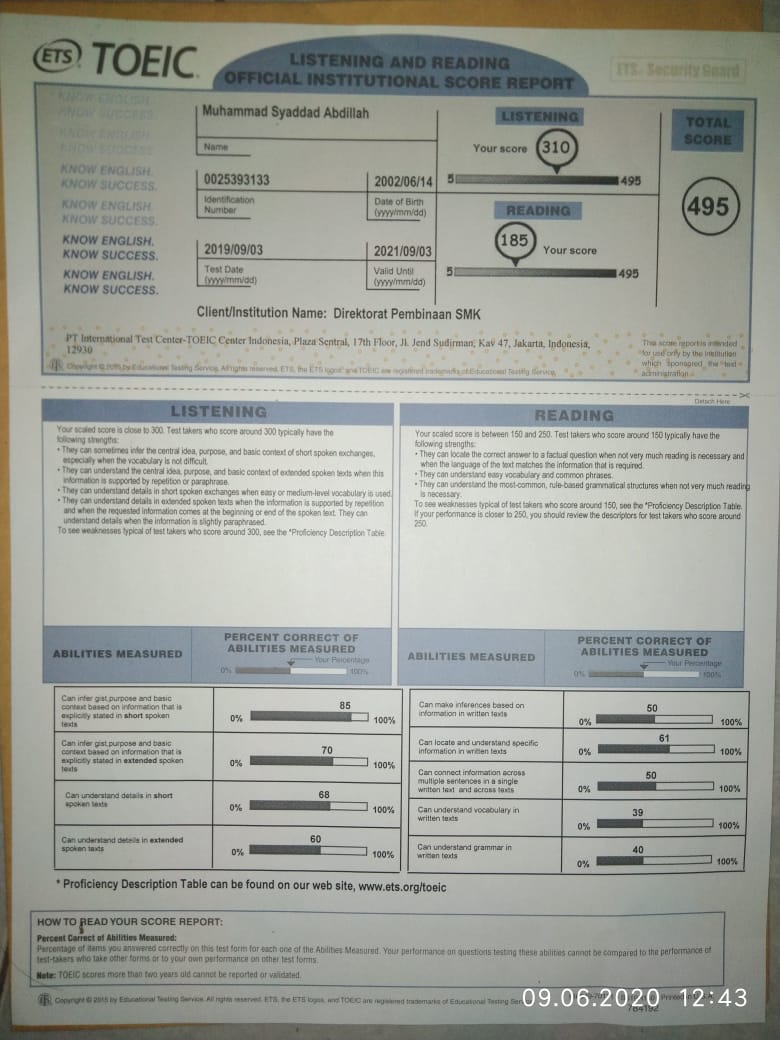 ETS TOEIC
LISTENING AND READING
OFFICIAL INSTITUTIONAL SCORE REPORT
ETS Security Guard
KNOW ENGLISH.
KNOW SUCCESS.
KNOW ENGLISH.
KNOW SUCCESS.
KNOW ENGLISH.
KNOW SUCCESS.
KNOW ENGLISH.
KNOW SUCCESS.
KNOW ENGLISH.
KNOW SUCCESS.
KNOW ENGLISH.
KNOW SUCCESS.
Muhammad Syaddad Abdillah
Name
0025393133
Identification
Number
2002/06/14
Date of Birth
(yyyy/mm/dd)
2019/09/03
Test Date
(yyyy/mm/dd)
2021/09/03
Valid Until
(yyyy/mm/dd)
LISTENING
Your score 310
5 495
READING
185 Your score
5 495
TOTAL
SCORE
495
Client/Institution Name: Direktorat Pembinaan SMK
PT International Test Center-TOEIC Center Indonesia, Plaza Sentral, 17th Floor, Jl. Jend Sudirman, Kav 47, Jakarta, Indonesia,
12930
This score report is intended
for use only by the institution
which sponsored the test
administration.
Copyright © 2015 by Educational Testing Service. All rights reserved. ETS, the ETS logos, and TOEIC are registered trademarks of Educational Testing Service.
Detach Here
LISTENING
Your scaled score is close to 300. Test takers who score around 300 typically have the
following strengths:
• They can sometimes infer the central idea, purpose, and basic context of short spoken exchanges,
especially when the vocabulary is not difficult.
• They can understand the central idea, purpose, and basic context of extended spoken texts when this
information is supported by repetition or paraphrase.
• They can understand details in short spoken exchanges when easy or medium-level vocabulary is used.
• They can understand details in extended spoken texts when the information is supported by repetition
and when the requested information comes at the beginning or end of the spoken text. They can
understand details when the information is slightly paraphrased.
To see weaknesses typical of test takers who score around 300, see the *Proficiency Description Table.
READING
Your scaled score is between 150 and 250. Test takers who score around 150 typically have the
following strengths:
• They can locate the correct answer to a factual question when not very much reading is necessary and
when the language of the text matches the information that is required.
• They can understand easy vocabulary and common phrases.
• They can understand the most-common, rule-based grammatical structures when not very much reading
is necessary.
To see weaknesses typical of test takers who score around 150, see the *Proficiency Description Table.
If your performance is closer to 250, you should review the descriptors for test takers who score around
250.
ABILITIES MEASURED
PERCENT CORRECT OF
ABILITIES MEASURED
Your Percentage
0% 100%
Can infer gist, purpose and basic
context based on information that is
explicitly stated in short spoken
texts
85
0% 100%
Can infer gist, purpose and basic
context based on information that is
explicitly stated in extended spoken
texts
70
0% 100%
Can understand details in short
spoken texts
68
0% 100%
Can understand details in extended
spoken texts
60
0% 100%
ABILITIES MEASURED
PERCENT CORRECT OF
ABILITIES MEASURED
Your Percentage
0% 100%
Can make inferences based on
information in written texts
50
0% 100%
Can locate and understand specific
information in written texts
61
0% 100%
Can connect information across
multiple sentences in a single
written text and across texts
50
0% 100%
Can understand vocabulary in
written texts
39
0% 100%
Can understand grammar in
written texts
40
0% 100%
* Proficiency Description Table can be found on our web site, www.ets.org/toeic
HOW TO READ YOUR SCORE REPORT:
Percent Correct of Abilities Measured:
Percentage of items you answered correctly on this test form for each one of the Abilities Measured. Your performance on questions testing these abilities cannot be compared to the performance of
test-takers who take other forms or to your own performance on other test forms.
Note: TOEIC scores more than two years old cannot be reported or validated.
Copyright © 2015 by Educational Testing Service. All rights reserved. ETS, the ETS logos, and TOEIC are registered trademarks of Educational Testing
09.06.2020 12:43
764192